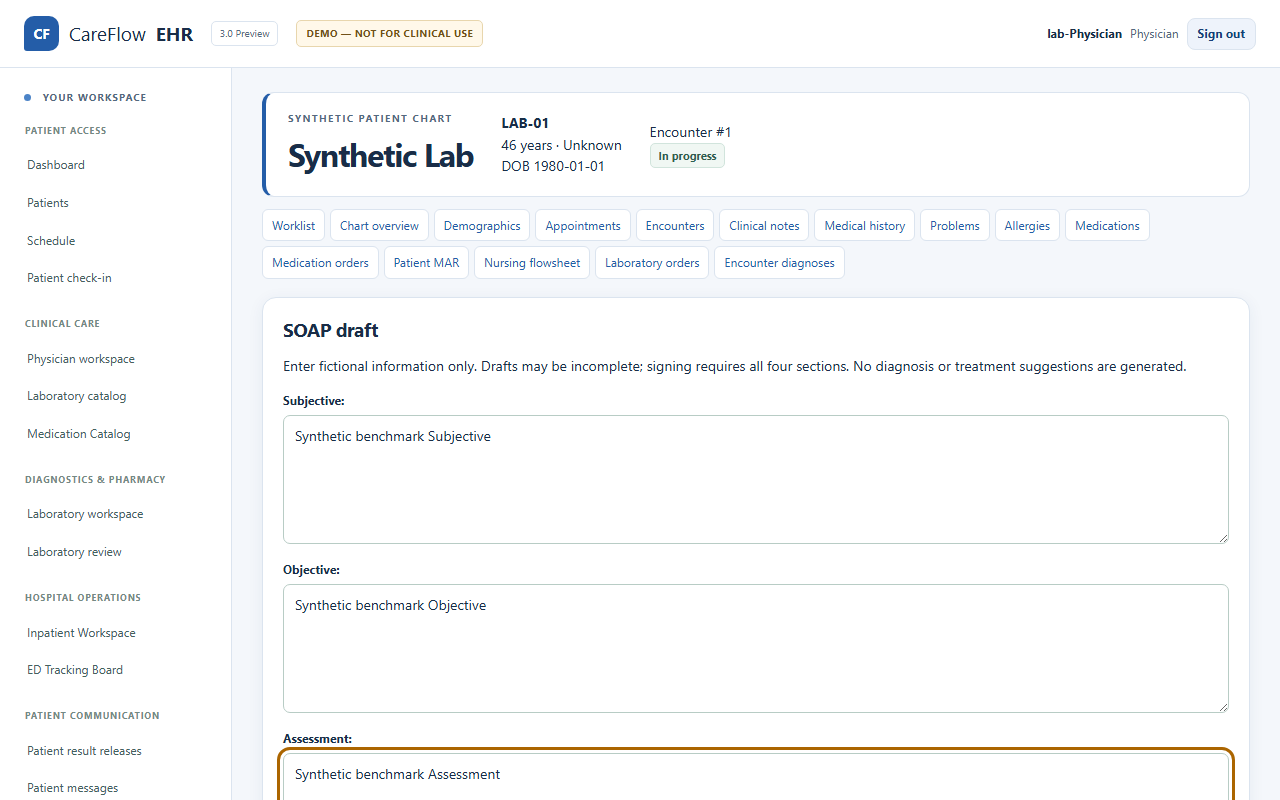 CF CareFlow EHR 3.0 Preview DEMO — NOT FOR CLINICAL USE lab-Physician Physician Sign out
YOUR WORKSPACE
PATIENT ACCESS
Dashboard
Patients
Schedule
Patient check-in
CLINICAL CARE
Physician workspace
Laboratory catalog
Medication Catalog
DIAGNOSTICS & PHARMACY
Laboratory workspace
Laboratory review
HOSPITAL OPERATIONS
Inpatient Workspace
ED Tracking Board
PATIENT COMMUNICATION
Patient result releases
Patient messages
SYNTHETIC PATIENT CHART
Synthetic Lab
LAB-01
46 years · Unknown
DOB 1980-01-01
Encounter #1
In progress
Worklist Chart overview Demographics Appointments Encounters Clinical notes Medical history Problems Allergies Medications
Medication orders Patient MAR Nursing flowsheet Laboratory orders Encounter diagnoses
SOAP draft
Enter fictional information only. Drafts may be incomplete; signing requires all four sections. No diagnosis or treatment suggestions are generated.
Subjective:
Synthetic benchmark Subjective
Objective:
Synthetic benchmark Objective
Assessment:
Synthetic benchmark Assessment